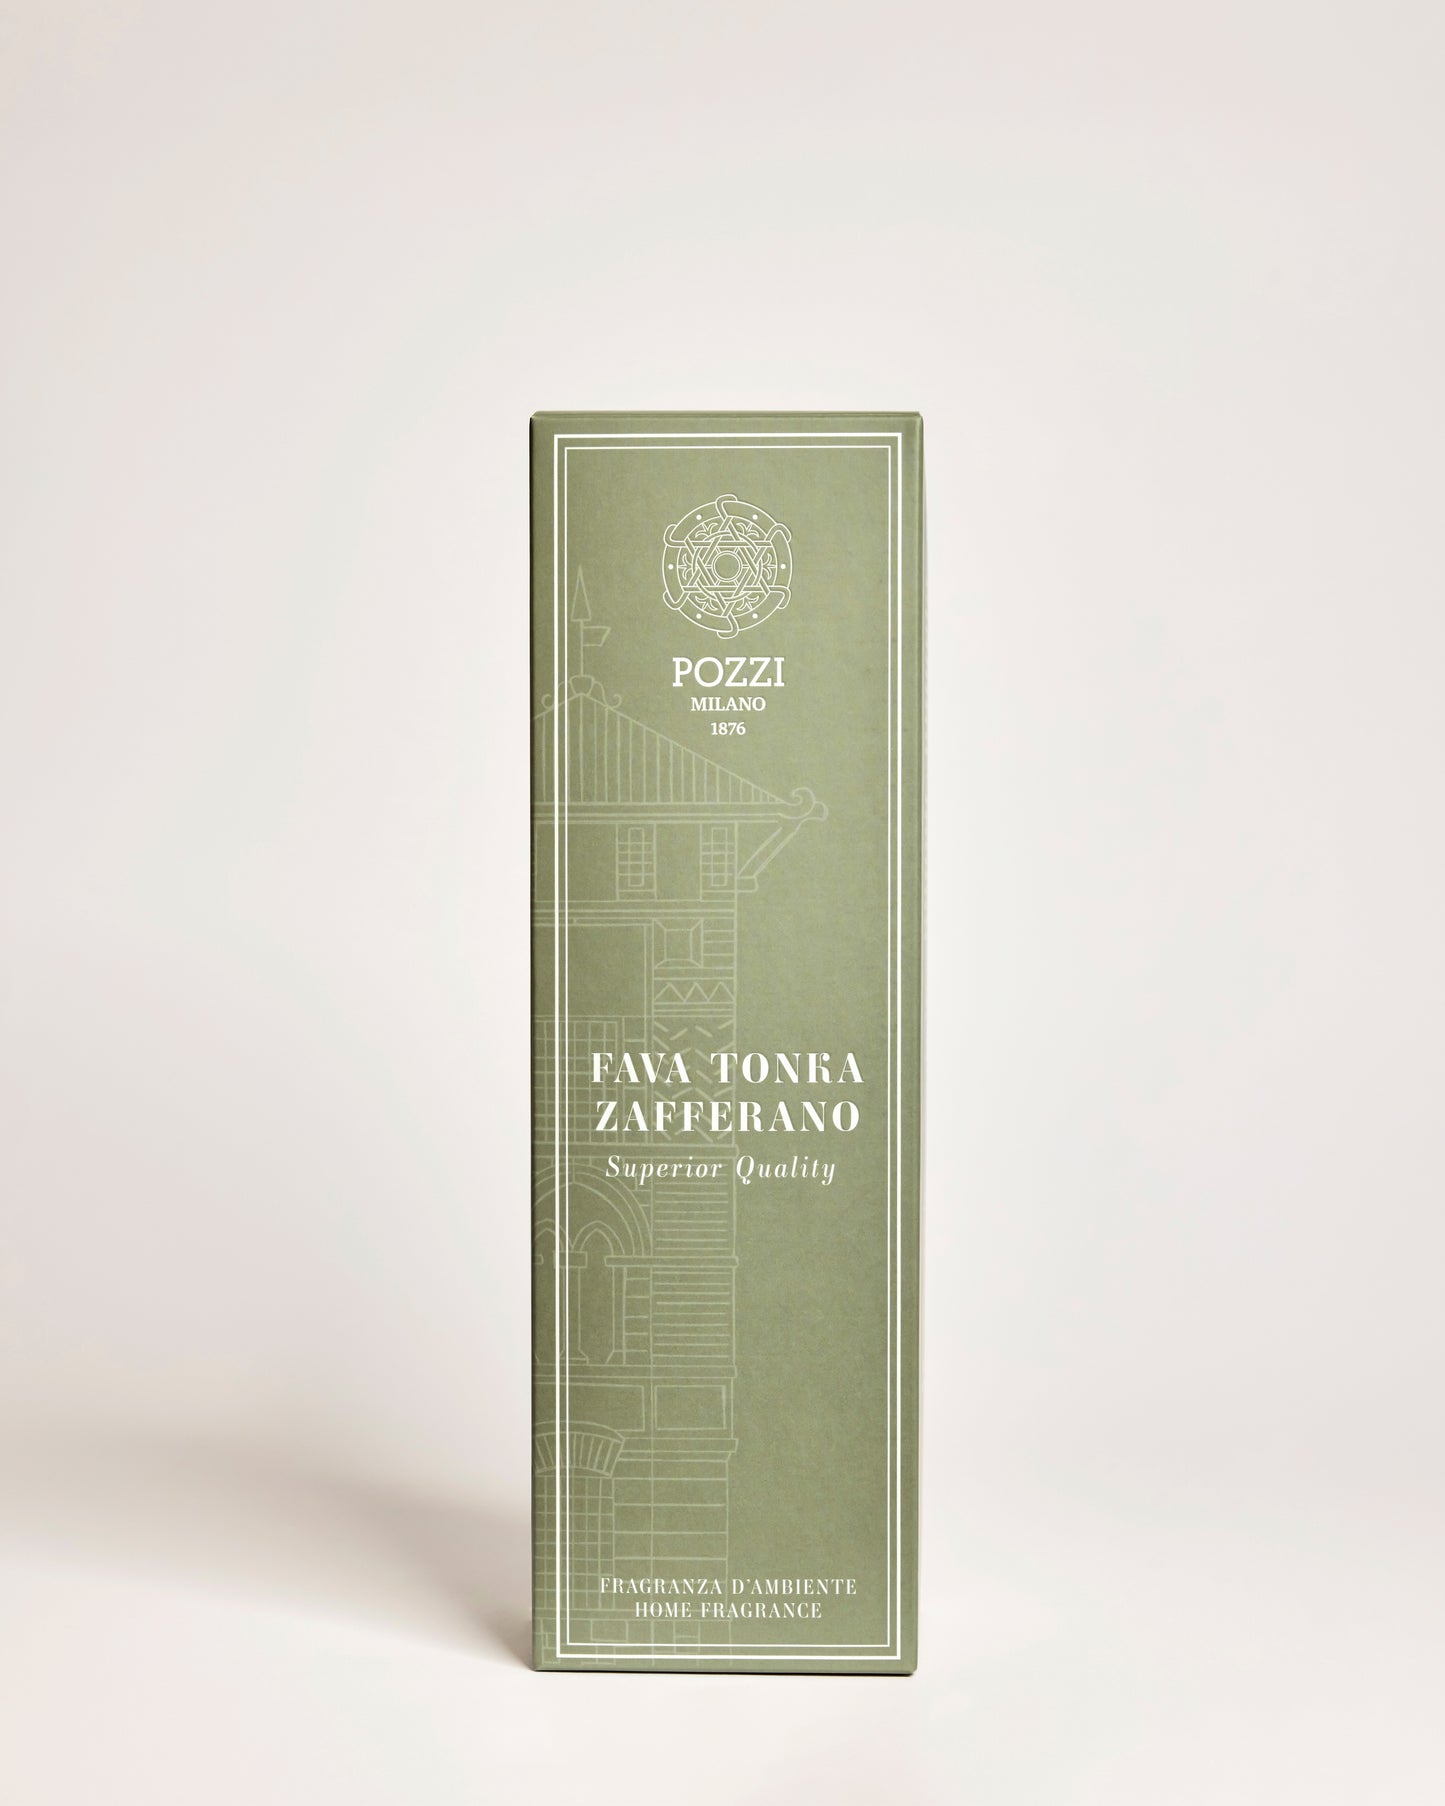 POZZI
MILANO
1876
FAVA TONKA
ZAFFERANO
Superior Quality
FRAGRANZA D'AMBIENTE
HOME FRAGRANCE